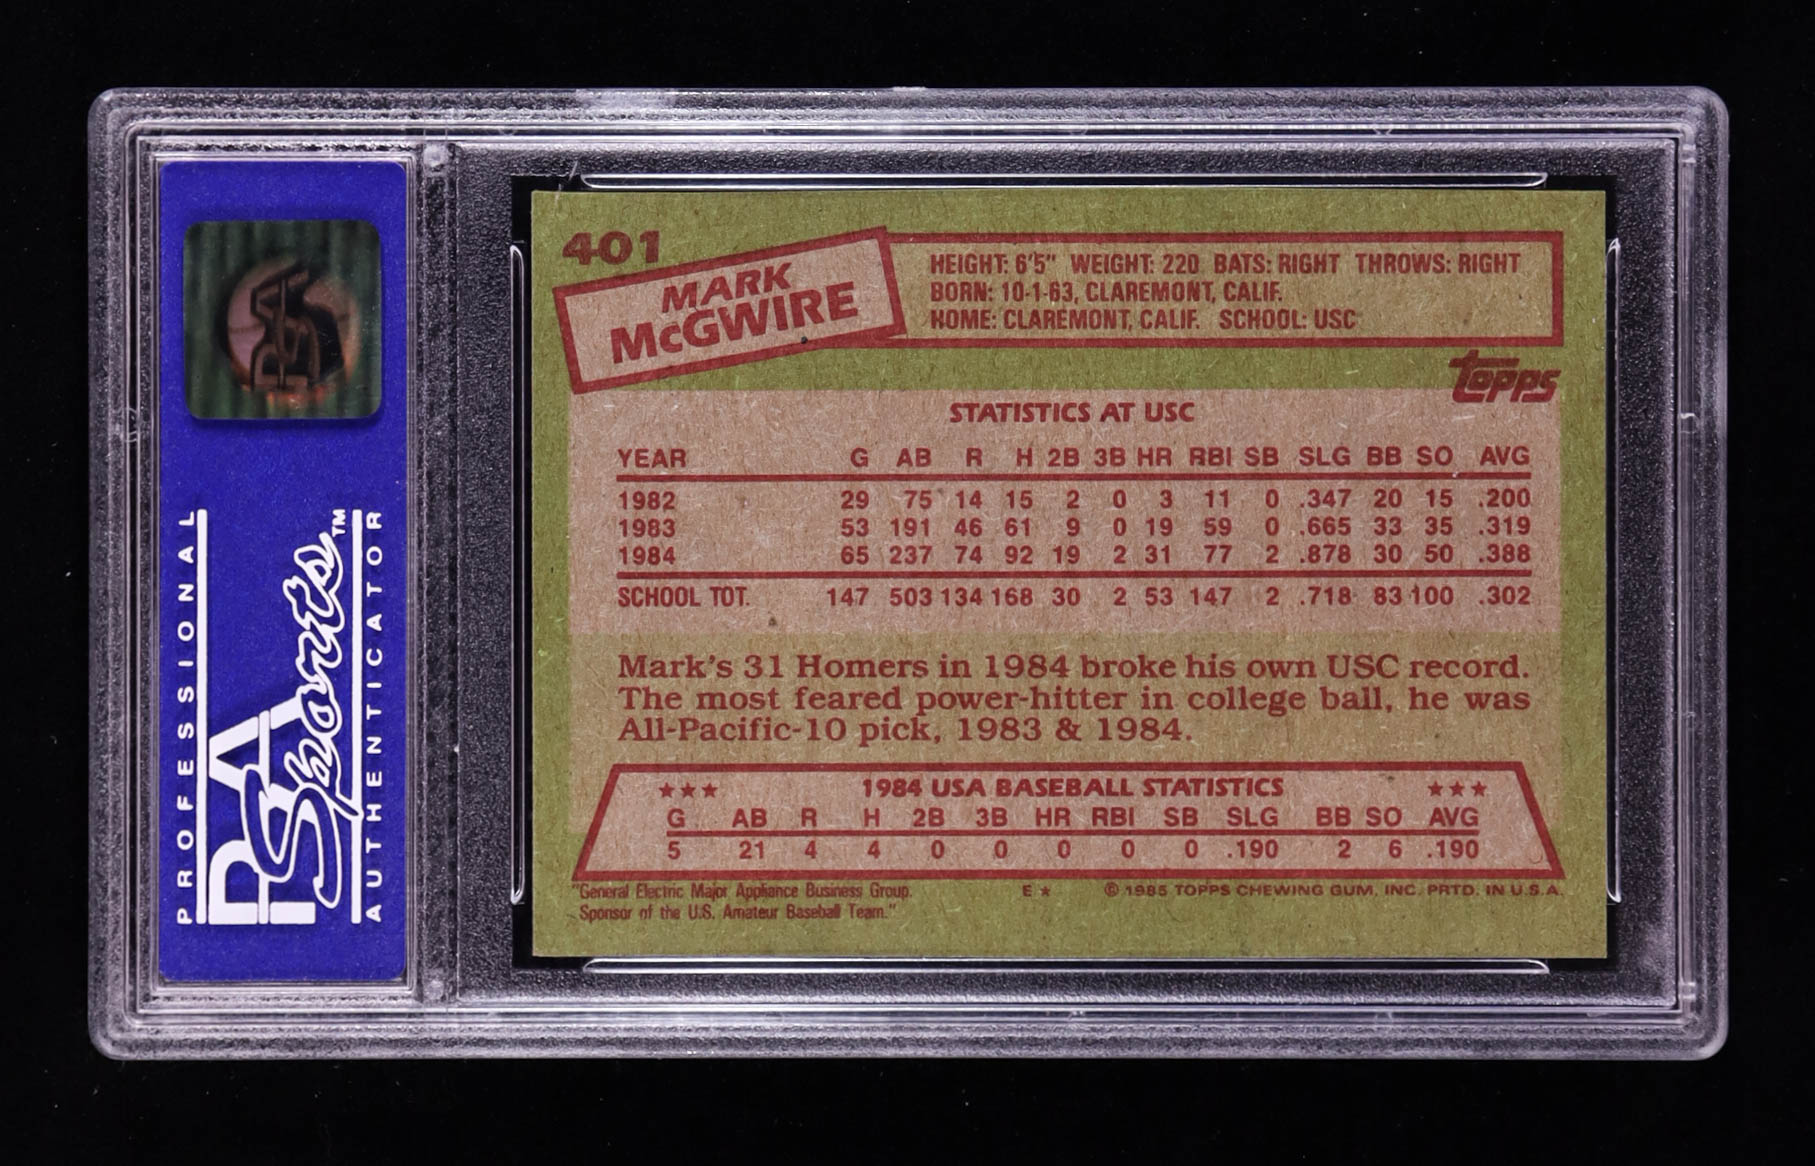 PROFESSIONAL
PSA
Sports™
AUTHENTICATOR
PSA
401
MARK
McGWIRE
HEIGHT: 6'5" WEIGHT: 220 BATS: RIGHT THROWS: RIGHT
BORN: 10-1-63, CLAREMONT, CALIF.
HOME: CLAREMONT, CALIF. SCHOOL: USC
topps
STATISTICS AT USC
YEAR G AB R H 2B 3B HR RBI SB SLG BB SO AVG
1982 29 75 14 15 2 0 3 11 0 .347 20 15 .200
1983 53 191 46 61 9 0 19 59 0 .665 33 35 .319
1984 65 237 74 92 19 2 31 77 2 .878 30 50 .388
SCHOOL TOT. 147 503 134 168 30 2 53 147 2 .718 83 100 .302
Mark's 31 Homers in 1984 broke his own USC record.
The most feared power-hitter in college ball, he was
All-Pacific-10 pick, 1983 & 1984.
★★★ 1984 USA BASEBALL STATISTICS ★★★
G AB R H 2B 3B HR RBI SB SLG BB SO AVG
5 21 4 4 0 0 0 0 0 .190 2 6 .190
"General Electric Major Appliance Business Group.
Sponsor of the U.S. Amateur Baseball Team."
E ★ © 1985 TOPPS CHEWING GUM, INC. PRTD. IN U.S.A.